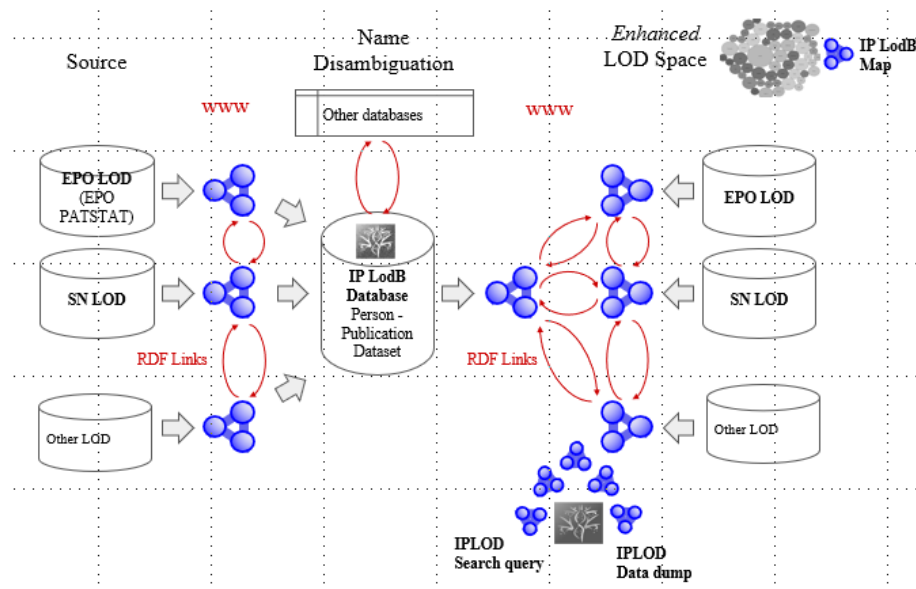 Source
Name
Disambiguation
Enhanced
LOD Space
IP LodB
Map
www
www
Other databases
EPO LOD
(EPO
PATSTAT)
EPO LOD
SN LOD
IP LodB
Database
Person -
Publication
Dataset
SN LOD
RDF Links
RDF Links
Other LOD
Other LOD
IPLOD
Search query
IPLOD
Data dump